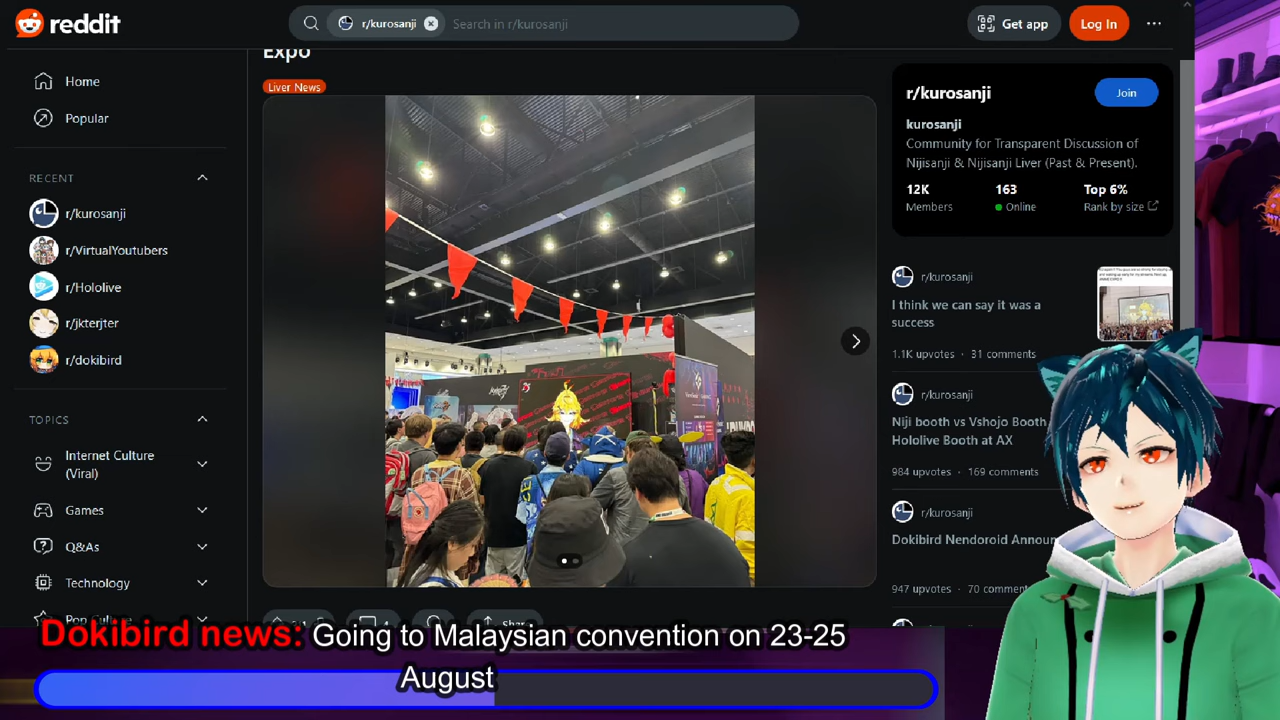 reddit
r/kurosanji
Search in r/kurosanji
Get app
Log In
Home
Popular
RECENT
r/kurosanji
r/VirtualYoutubers
r/Hololive
r/jkterjter
r/dokibird
TOPICS
Internet Culture
(Viral)
Games
Q&As
Technology
Pop Culture
Expo
Liver News
Share
r/kurosanji
Join
kurosanji
Community for Transparent Discussion of
Nijisanji & Nijisanji Liver (Past & Present).
12K
163
Top 6%
Members
Online
Rank by size
r/kurosanji
I think we can say it was a
success
1.1K upvotes · 31 comments
r/kurosanji
Niji booth vs Vshojo Booth
Hololive Booth at AX
984 upvotes · 169 comments
r/kurosanji
Dokibird Nendoroid Announ
947 upvotes · 70 comments
Dokibird news: Going to Malaysian convention on 23-25
August